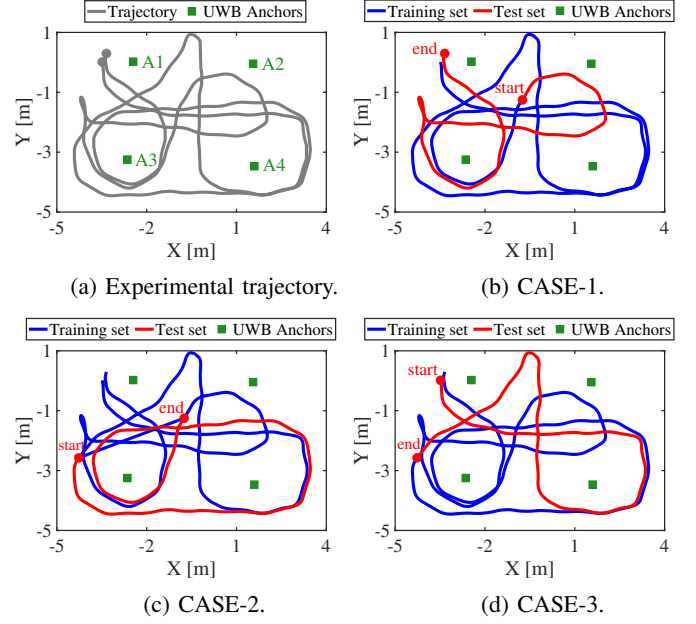 Trajectory UWB Anchors
1
-1
-3
-5
Y [m]
A1
A2
A3
A4
-5 -2 1 4
X [m]
(a) Experimental trajectory.
Training set Test set UWB Anchors
1
-1
-3
-5
Y [m]
end
start
-5 -2 1 4
X [m]
(b) CASE-1.
Training set Test set UWB Anchors
1
-1
-3
-5
Y [m]
end
start
-5 -2 1 4
X [m]
(c) CASE-2.
Training set Test set UWB Anchors
1
-1
-3
-5
Y [m]
start
end
-5 -2 1 4
X [m]
(d) CASE-3.